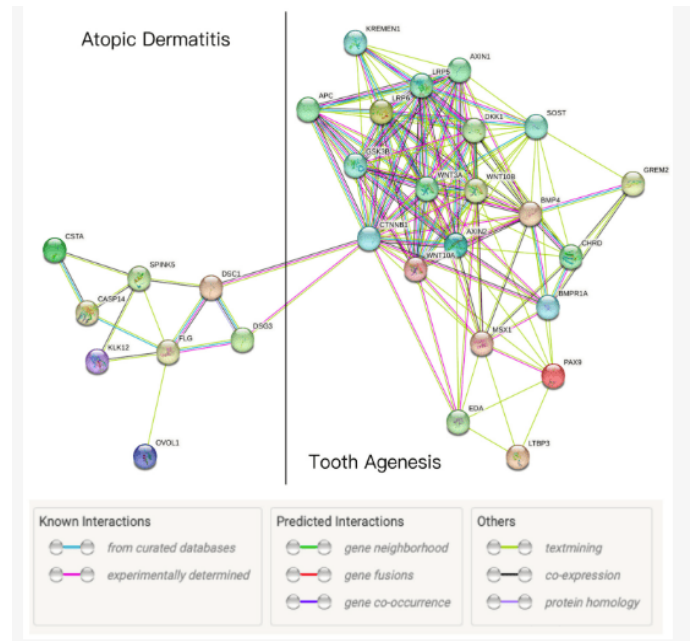 Atopic Dermatitis
KREMEN1
AXIN1
LRP5
APC
LRP6
DKK1
SOST
GSK3B
GREM2
WNT3A
WNT10B
BMP4
CSTA
CTNNB1
AXIN2
CHRD
SPINK5
DSC1
WNT10A
CASP14
BMPR1A
DSG3
MSX1
KLK12
FLG
PAX9
EDA
OVOL1
LTBP3
Tooth Agenesis
Known Interactions
from curated databases
experimentally determined
Predicted Interactions
gene neighborhood
gene fusions
gene co-occurrence
Others
textmining
co-expression
protein homology